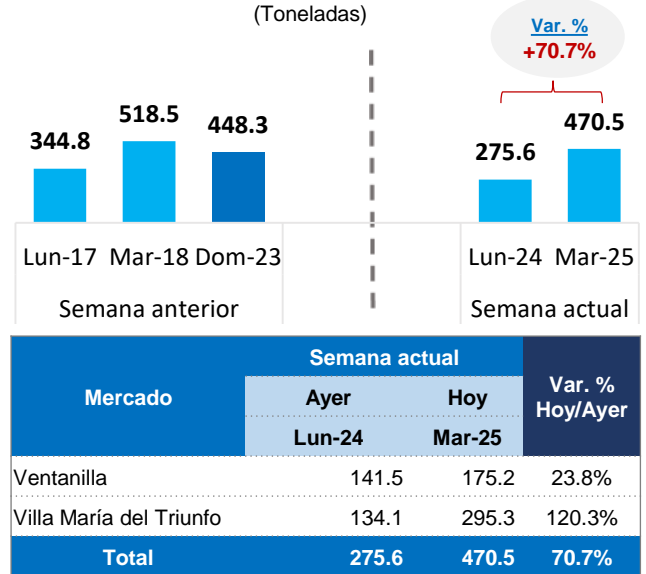 (Toneladas)
Var. %
+70.7%
344.8
518.5
448.3
275.6
470.5
Lun-17 Mar-18 Dom-23
Lun-24 Mar-25
Semana anterior
Semana actual
Mercado
Semana actual
Var. %
Hoy/Ayer
Ayer Hoy
Lun-24 Mar-25
Ventanilla 141.5 175.2 23.8%
Villa María del Triunfo 134.1 295.3 120.3%
Total 275.6 470.5 70.7%